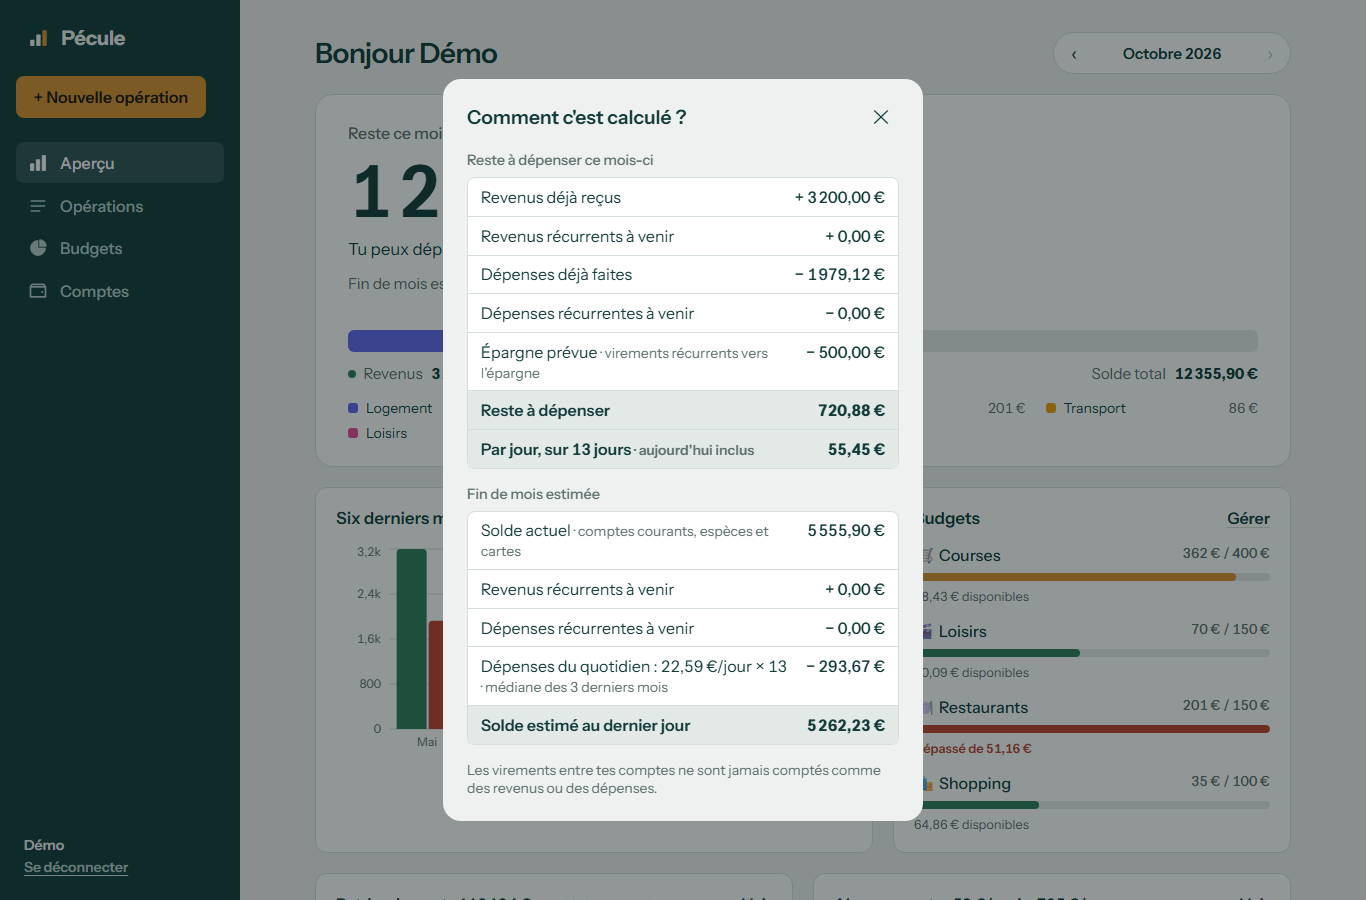 Pécule
+ Nouvelle opération
Aperçu
Opérations
Budgets
Comptes
Démo
Se déconnecter
Bonjour Démo
Octobre 2026
Reste ce moi
12
Tu peux dép
Fin de mois es
Revenus 3
Solde total 12 355,90 €
Logement
201 €
Transport 86 €
Loisirs
Six derniers m
3,2k
2,4k
1,6k
800
0
Mai
udgets
Gérer
Courses 362 € / 400 €
8,43 € disponibles
Loisirs 70 € / 150 €
0,09 € disponibles
Restaurants 201 € / 150 €
épassé de 51,16 €
Shopping 35 € / 100 €
64,86 € disponibles
Comment c'est calculé ?
Reste à dépenser ce mois-ci
Revenus déjà reçus + 3 200,00 €
Revenus récurrents à venir + 0,00 €
Dépenses déjà faites − 1 979,12 €
Dépenses récurrentes à venir − 0,00 €
Épargne prévue · virements récurrents vers − 500,00 €
l'épargne
Reste à dépenser 720,88 €
Par jour, sur 13 jours · aujourd'hui inclus 55,45 €
Fin de mois estimée
Solde actuel · comptes courants, espèces et 5 555,90 €
cartes
Revenus récurrents à venir + 0,00 €
Dépenses récurrentes à venir − 0,00 €
Dépenses du quotidien : 22,59 €/jour × 13 − 293,67 €
· médiane des 3 derniers mois
Solde estimé au dernier jour 5 262,23 €
Les virements entre tes comptes ne sont jamais comptés comme
des revenus ou des dépenses.